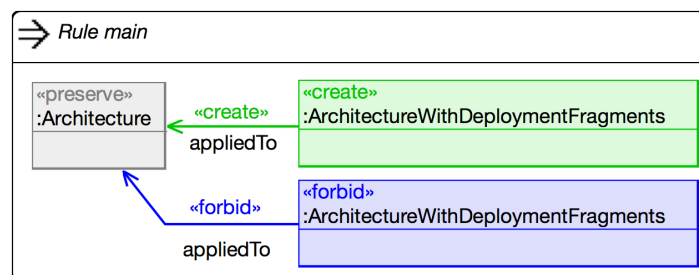 Rule main
«preserve»
:Architecture
«create»
appliedTo
«create»
:ArchitectureWithDeploymentFragments
«forbid»
appliedTo
«forbid»
:ArchitectureWithDeploymentFragments